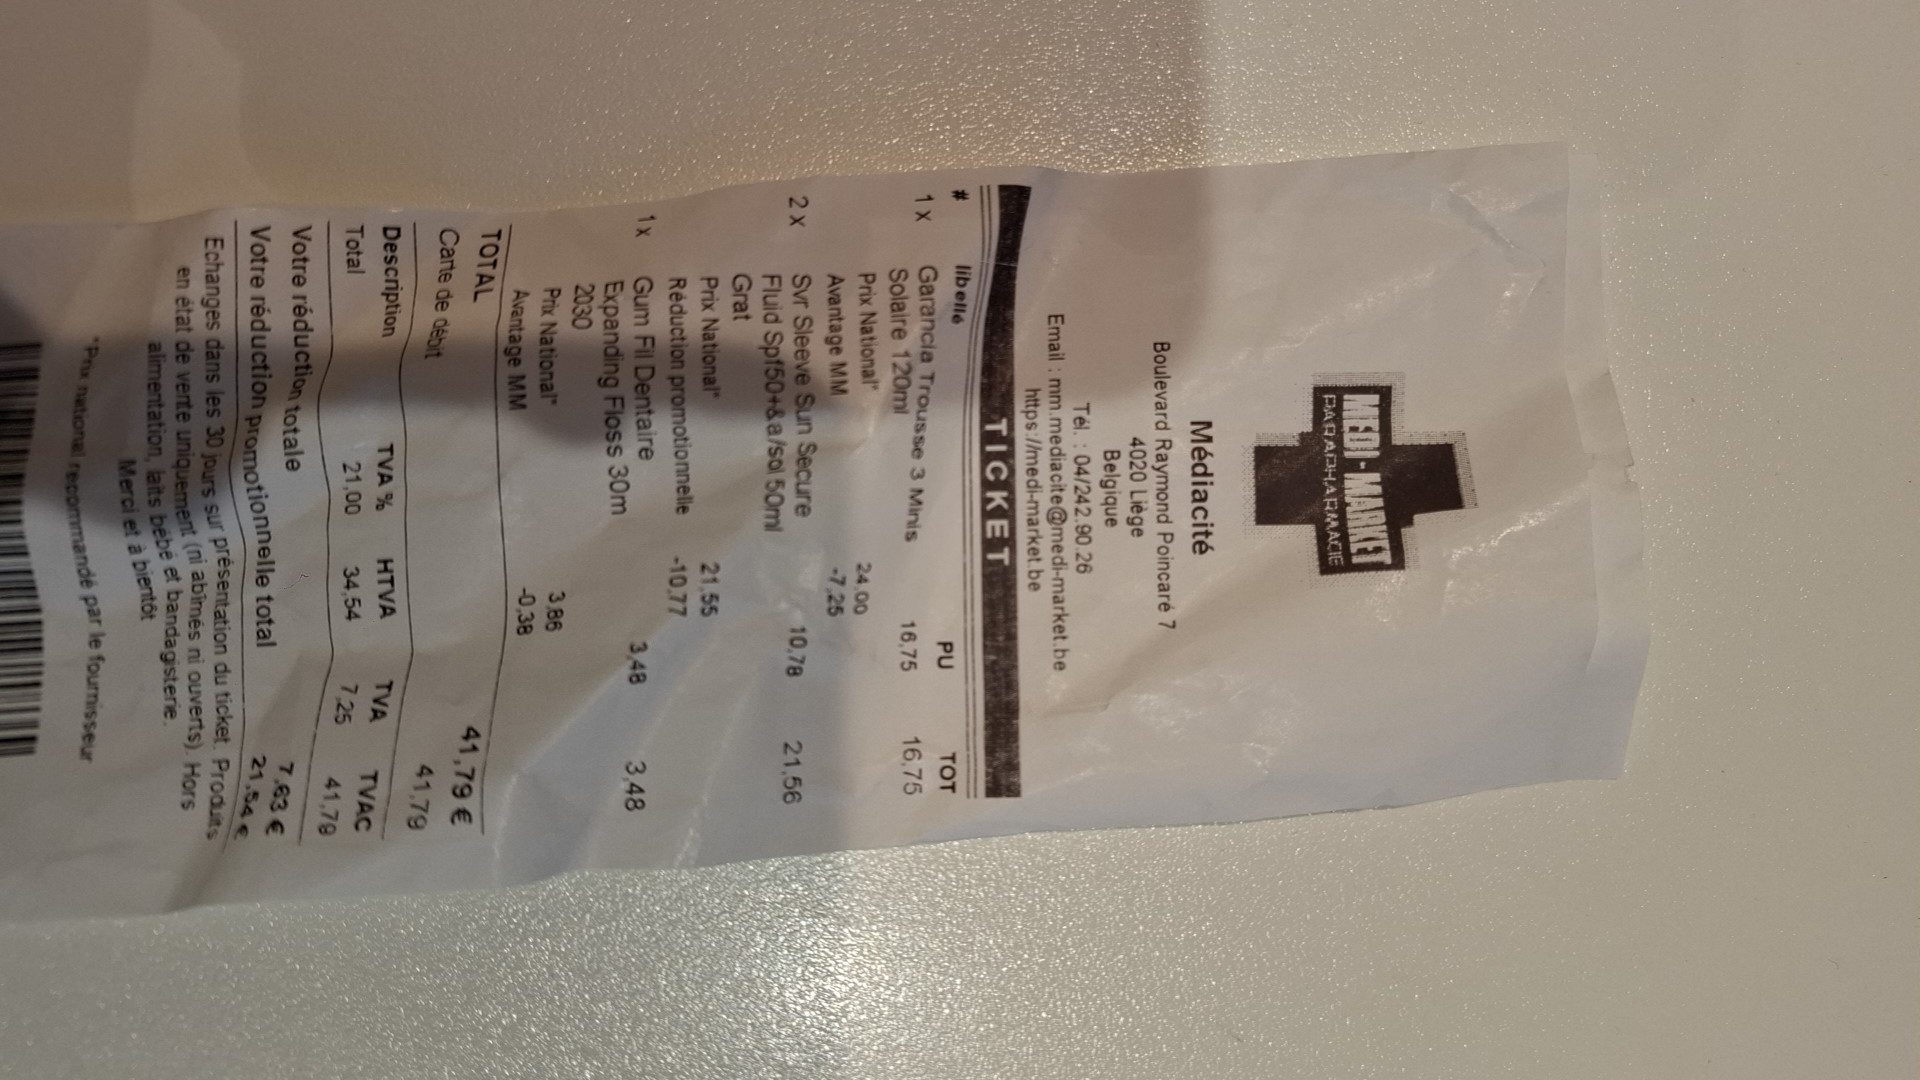 MEDI-MARKET
PARAPHARMACIE
Médiacité
Boulevard Raymond Poincaré 7
4020 Liège
Belgique
Tél. : 04/242.90.26
Email : mm.mediacite@medi-market.be
https://medi-market.be
TICKET
# libellé PU TOT
1 x Garancia Trousse 3 Minis 16,75 16,75
Solaire 120ml
Prix National* 24,00
Avantage MM -7,25
2 x Svr Sleeve Sun Secure 10,78 21,56
Fluid Spf50+&a/sol 50ml
Grat
Prix National* 21,55
Réduction promotionnelle -10,77
1 x Gum Fil Dentaire 3,48 3,48
Expanding Floss 30m
2030
Prix National* 3,86
Avantage MM -0,38
TOTAL 41,79 €
Carte de débit 41,79
Description TVA % HTVA TVA TVAC
Total 21,00 34,54 7,25 41,79
Votre réduction totale 7,63 €
Votre réduction promotionnelle total 21,54 €
Echanges dans les 30 jours sur présentation du ticket. Produits
en état de vente uniquement (ni abîmés ni ouverts). Hors
alimentation, laits bébé et bandagisterie.
Merci et à bientôt
*Prix national recommandé par le fournisseur